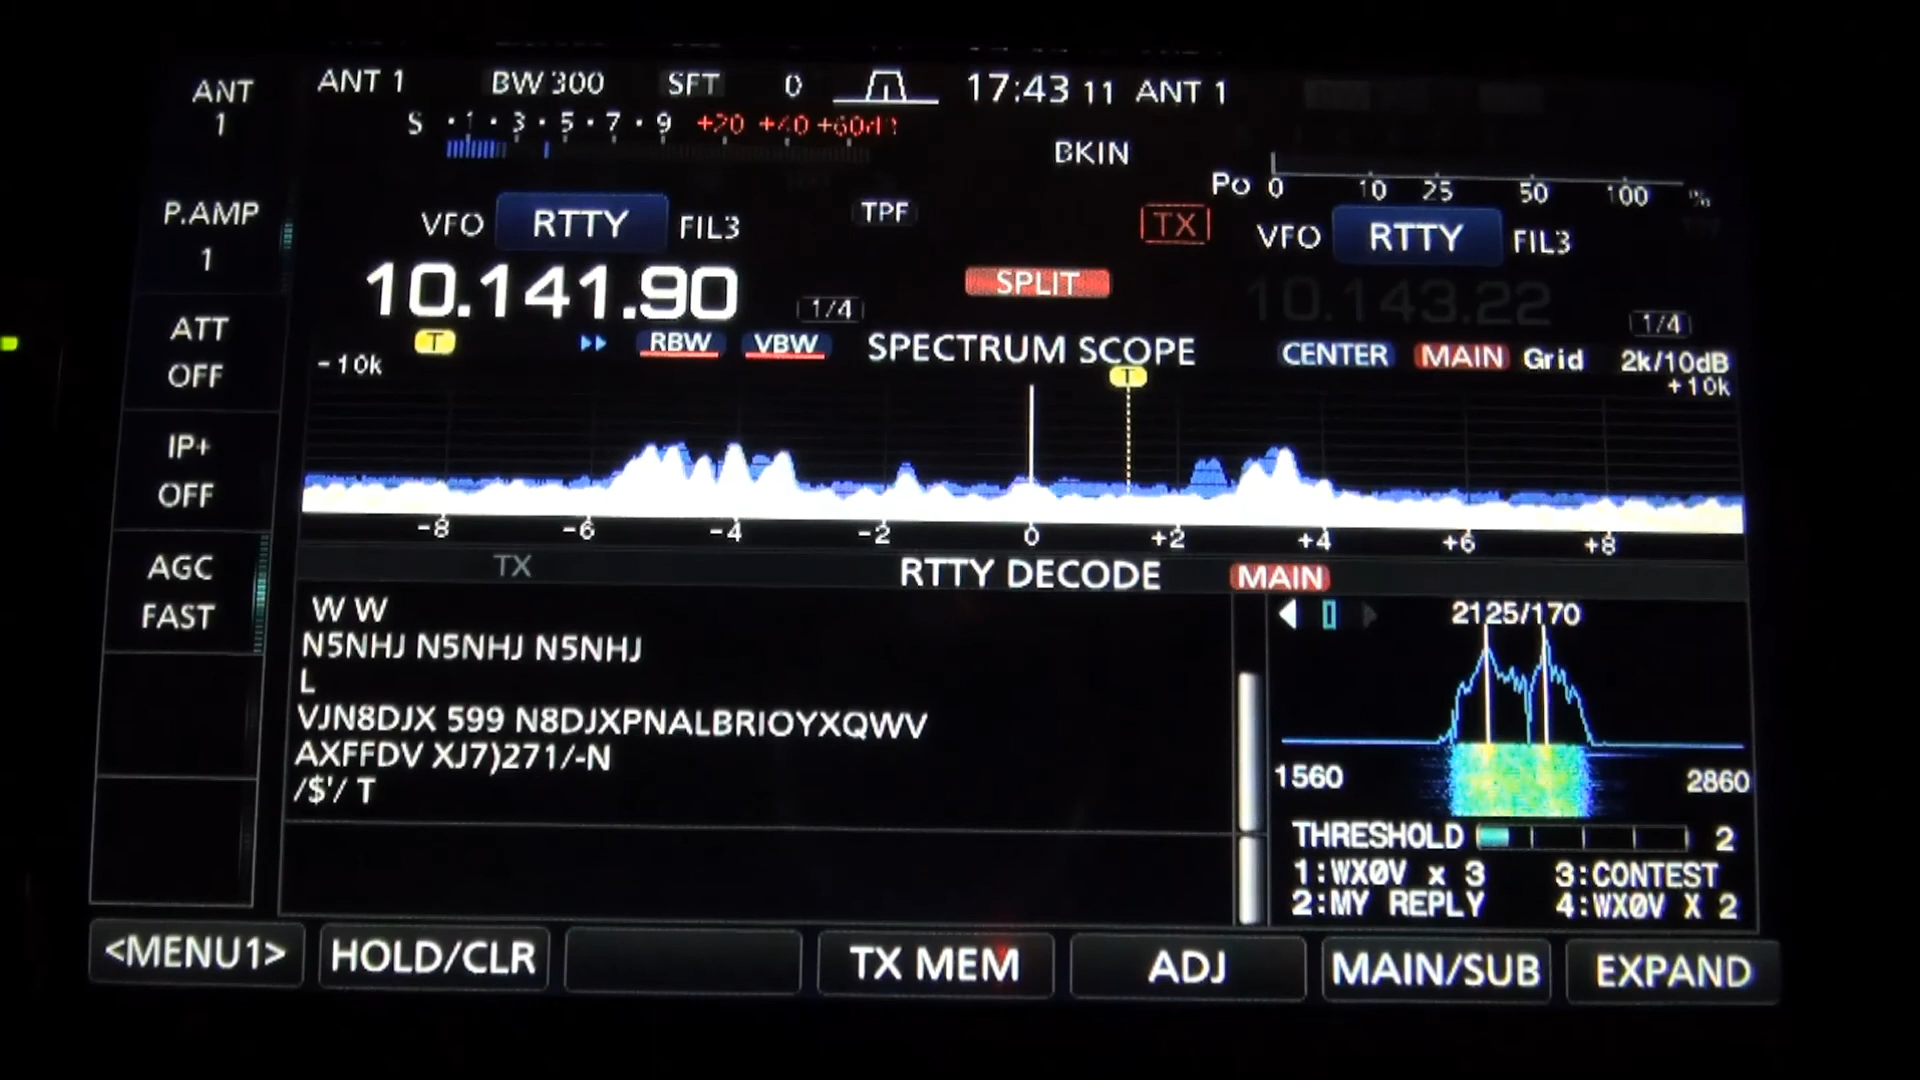 ANT 1 BW 300 SFT 0 17:43 11 ANT 1
ANT
1
S ·1·3·5·7·9 +20 +40 +60dB
BKIN
Po 0 10 25 50 100 %
P.AMP
1
VFO RTTY FIL3 TPF TX VFO RTTY FIL3
10.141.90 1/4 SPLIT 10.143.22 1/4
ATT
OFF
T RBW VBW SPECTRUM SCOPE CENTER MAIN Grid 2k/10dB
-10k T +10k
IP+
OFF
-8 -6 -4 -2 0 +2 +4 +6 +8
AGC
FAST
TX RTTY DECODE MAIN
W W
N5NHJ N5NHJ N5NHJ
L
VJN8DJX 599 N8DJXPNALBRIOYXQWV
AXFFDV XJ7)271/-N
/$'/ T
2125/170
1560 2860
THRESHOLD 2
1:WX0V x 3 3:CONTEST
2:MY REPLY 4:WX0V X 2
<MENU1> HOLD/CLR TX MEM ADJ MAIN/SUB EXPAND